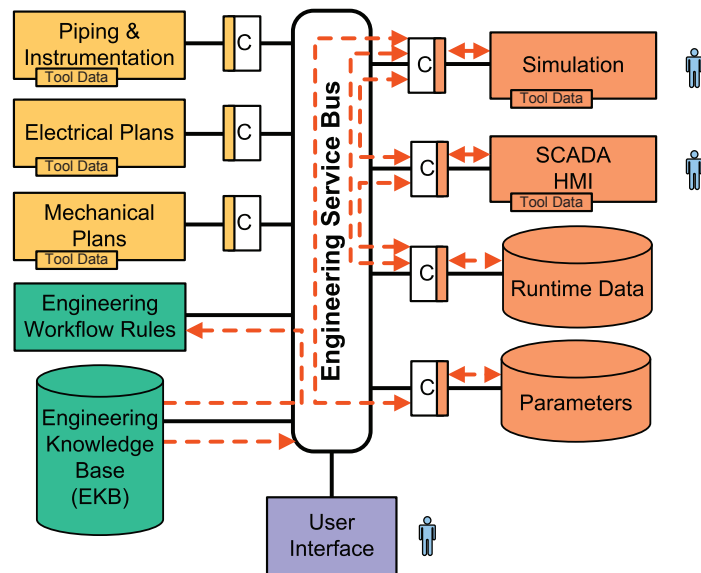 Piping &
Instrumentation
Tool Data
C
Electrical Plans
Tool Data
C
Mechanical
Plans
Tool Data
C
Engineering
Workflow Rules
Engineering
Knowledge
Base
(EKB)
Engineering Service Bus
C
Simulation
Tool Data
C
SCADA
HMI
Tool Data
C
Runtime Data
C
Parameters
User
Interface